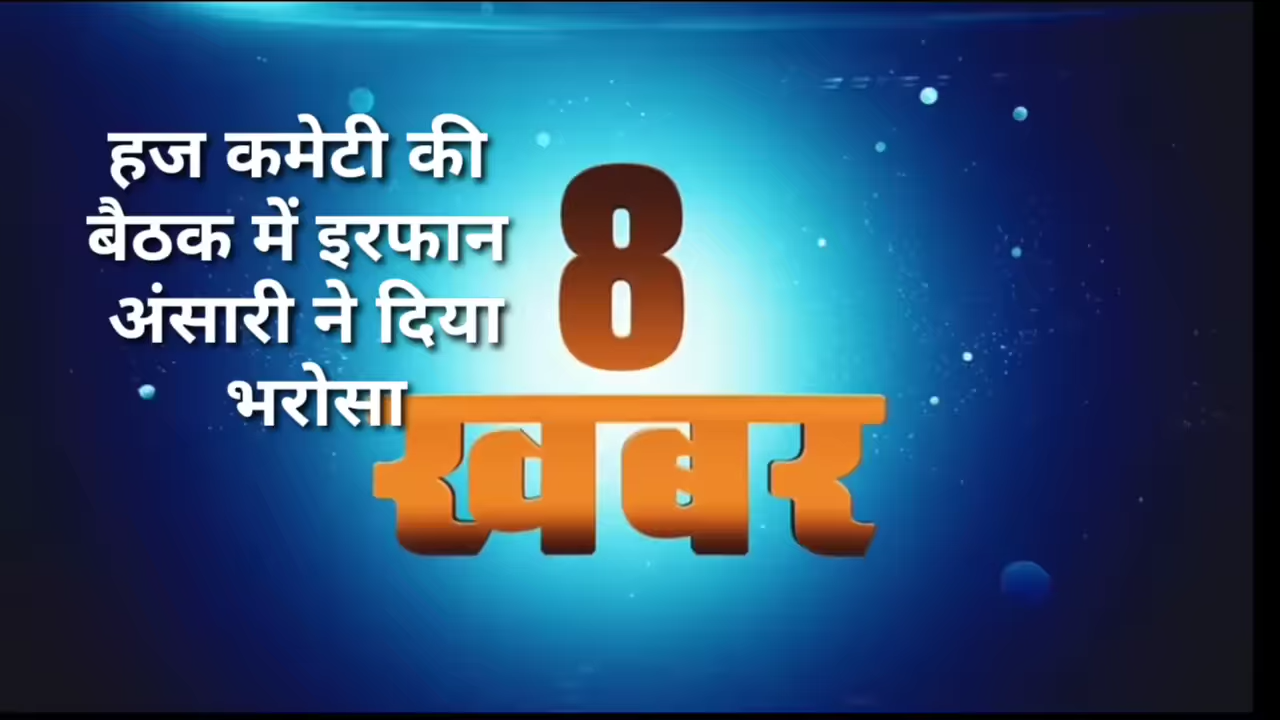 हज कमेटी की
बैठक में इरफान
अंसारी ने दिया
भरोसा
8
खबर